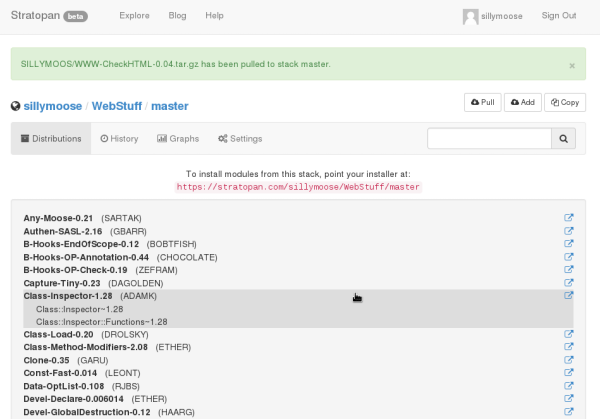 Stratopan beta Explore Blog Help sillymoose Sign Out
SILLYMOOS/WWW-CheckHTML-0.04.tar.gz has been pulled to stack master. ×
sillymoose / WebStuff / master Pull Add Copy
Distributions History Graphs Settings
To install modules from this stack, point your installer at:
https://stratopan.com/sillymoose/WebStuff/master
Any-Moose-0.21 (SARTAK)
Authen-SASL-2.16 (GBARR)
B-Hooks-EndOfScope-0.12 (BOBTFISH)
B-Hooks-OP-Annotation-0.44 (CHOCOLATE)
B-Hooks-OP-Check-0.19 (ZEFRAM)
Capture-Tiny-0.23 (DAGOLDEN)
Class-Inspector-1.28 (ADAMK)
Class::Inspector~1.28
Class::Inspector::Functions~1.28
Class-Load-0.20 (DROLSKY)
Class-Method-Modifiers-2.08 (ETHER)
Clone-0.35 (GARU)
Const-Fast-0.014 (LEONT)
Data-OptList-0.108 (RJBS)
Devel-Declare-0.006014 (ETHER)
Devel-GlobalDestruction-0.12 (HAARG)